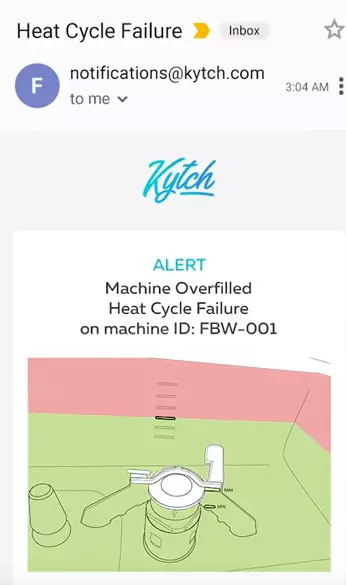 Heat Cycle Failure Inbox
F
notifications@kytch.com
to me
3:04 AM
Kytch
ALERT
Machine Overfilled
Heat Cycle Failure
on machine ID: FBW-001
MAX
MIN